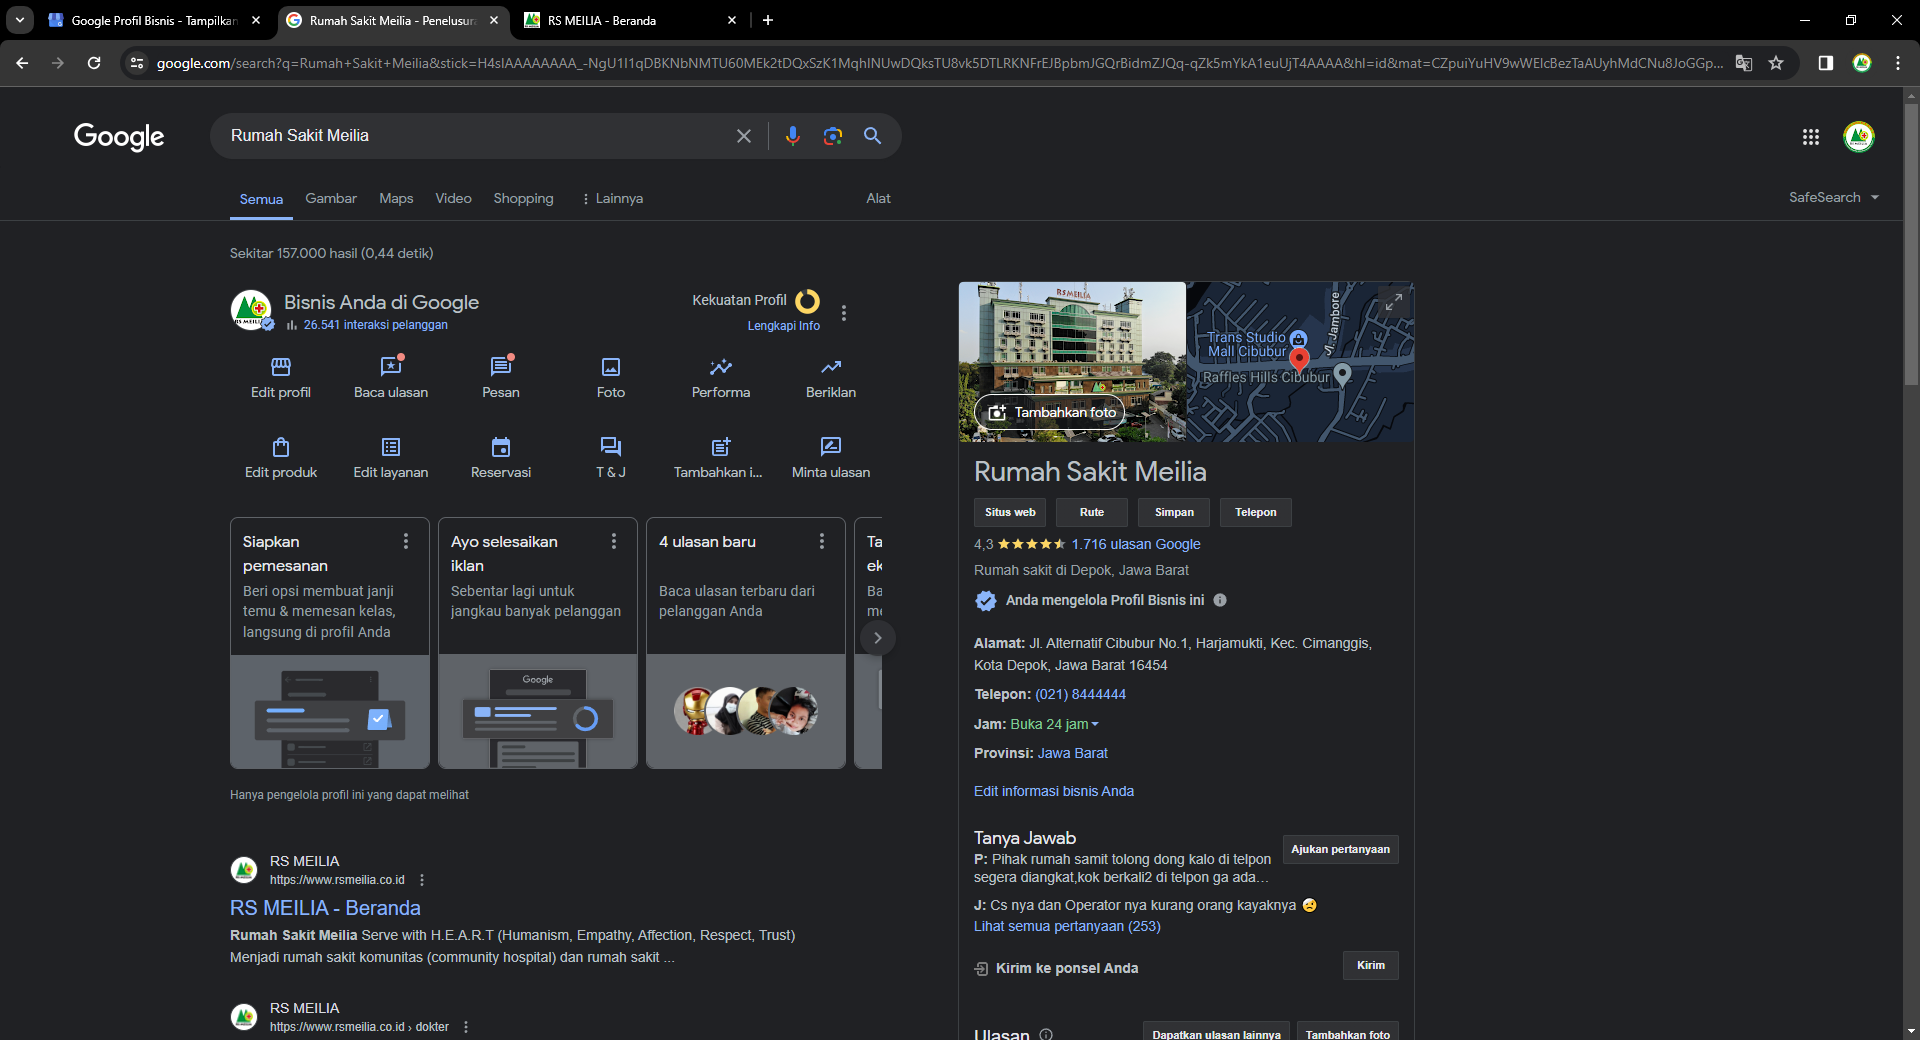 Google Profil Bisnis - Tampilkan
Rumah Sakit Meilia - Penelusura
RS MEILIA - Beranda
google.com/search?q=Rumah+Sakit+Meilia&stick=H4sIAAAAAAAA_-NgU1I1qDBKNbNMTU60MEk2tDQxSzK1MqhINUwDQksTU8vk5DTLRKNFrEJBpbmJGQrBidmZJQq-qZk5mYkA1euUjT4AAAA&hl=id&mat=CZpuiYuHV9wWEIcBezTaAUyhMdCNu8JoGGp...
Google
Rumah Sakit Meilia
Semua
Gambar
Maps
Video
Shopping
Lainnya
Alat
SafeSearch
Sekitar 157.000 hasil (0,44 detik)
Bisnis Anda di Google
26.541 interaksi pelanggan
Kekuatan Profil
Lengkapi Info
Edit profil
Baca ulasan
Pesan
Foto
Performa
Beriklan
Edit produk
Edit layanan
Reservasi
T & J
Tambahkan i...
Minta ulasan
Siapkan
pemesanan
Beri opsi membuat janji
temu & memesan kelas,
langsung di profil Anda
Ayo selesaikan
iklan
Sebentar lagi untuk
jangkau banyak pelanggan
Google
4 ulasan baru
Baca ulasan terbaru dari
pelanggan Anda
Ta
ek
Ba
me
Hanya pengelola profil ini yang dapat melihat
RS MEILIA
https://www.rsmeilia.co.id
RS MEILIA - Beranda
Rumah Sakit Meilia Serve with H.E.A.R.T (Humanism, Empathy, Affection, Respect, Trust)
Menjadi rumah sakit komunitas (community hospital) dan rumah sakit ...
RS MEILIA
https://www.rsmeilia.co.id › dokter
RS MEILIA
Tambahkan foto
Trans Studio
Mall Cibubur
Raffles Hills Cibubur
Jl. Jambore
Rumah Sakit Meilia
Situs web
Rute
Simpan
Telepon
4,3
1.716 ulasan Google
Rumah sakit di Depok, Jawa Barat
Anda mengelola Profil Bisnis ini
Alamat: Jl. Alternatif Cibubur No.1, Harjamukti, Kec. Cimanggis,
Kota Depok, Jawa Barat 16454
Telepon: (021) 8444444
Jam: Buka 24 jam
Provinsi: Jawa Barat
Edit informasi bisnis Anda
Tanya Jawab
Ajukan pertanyaan
P: Pihak rumah samit tolong dong kalo di telpon
segera diangkat,kok berkali2 di telpon ga ada…
J: Cs nya dan Operator nya kurang orang kayaknya 🤕
Lihat semua pertanyaan (253)
Kirim ke ponsel Anda
Kirim
Ulasan
Dapatkan ulasan lainnya
Tambahkan foto